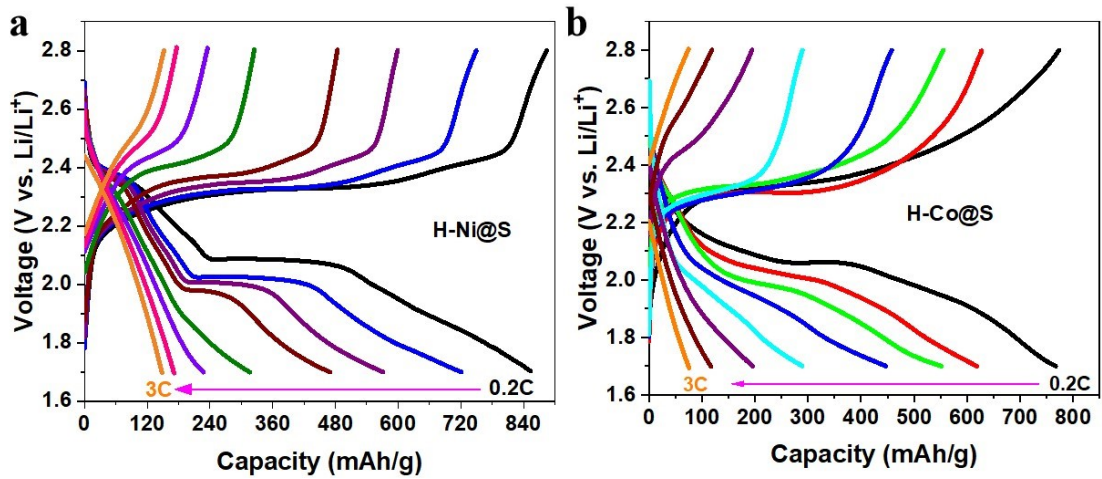 a
2.8
2.6
2.4
2.2
2.0
1.8
1.6
Voltage (V vs. Li/Li⁺)
H-Ni@S
3C
0.2C
0 120 240 360 480 600 720 840
Capacity (mAh/g)
b
2.8
2.6
2.4
2.2
2.0
1.8
1.6
Voltage (V vs. Li/Li⁺)
H-Co@S
3C
0.2C
0 100 200 300 400 500 600 700 800
Capacity (mAh/g)